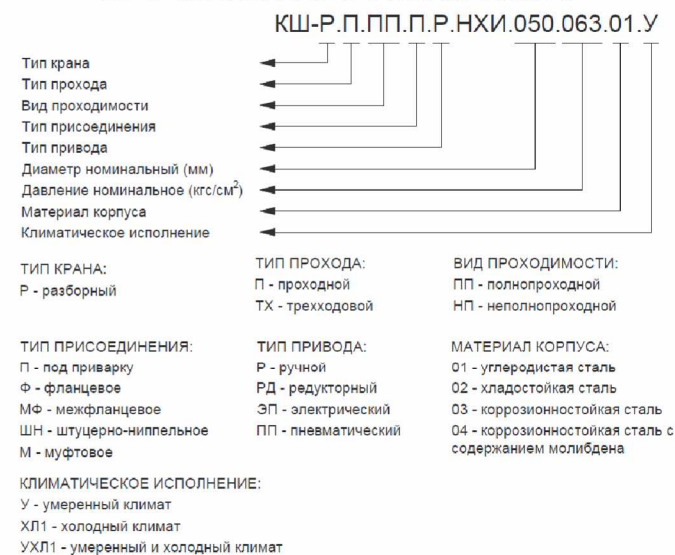 КШ-Р.П.ПП.П.Р.НХИ.050.063.01.У
Тип крана
Тип прохода
Вид проходимости
Тип присоединения
Тип привода
Диаметр номинальный (мм)
Давление номинальное (кгс/см²)
Материал корпуса
Климатическое исполнение
ТИП КРАНА:
Р - разборный
ТИП ПРОХОДА:
П - проходной
ТХ - трехходовой
ВИД ПРОХОДИМОСТИ:
ПП - полнопроходной
НП - неполнопроходной
ТИП ПРИСОЕДИНЕНИЯ:
П - под приварку
Ф - фланцевое
МФ - межфланцевое
ШН - штуцерно-ниппельное
М - муфтовое
ТИП ПРИВОДА:
Р - ручной
РД - редукторный
ЭП - электрический
ПП - пневматический
МАТЕРИАЛ КОРПУСА:
01 - углеродистая сталь
02 - хладостойкая сталь
03 - коррозионностойкая сталь
04 - коррозионностойкая сталь с
содержанием молибдена
КЛИМАТИЧЕСКОЕ ИСПОЛНЕНИЕ:
У - умеренный климат
ХЛ1 - холодный климат
УХЛ1 - умеренный и холодный климат